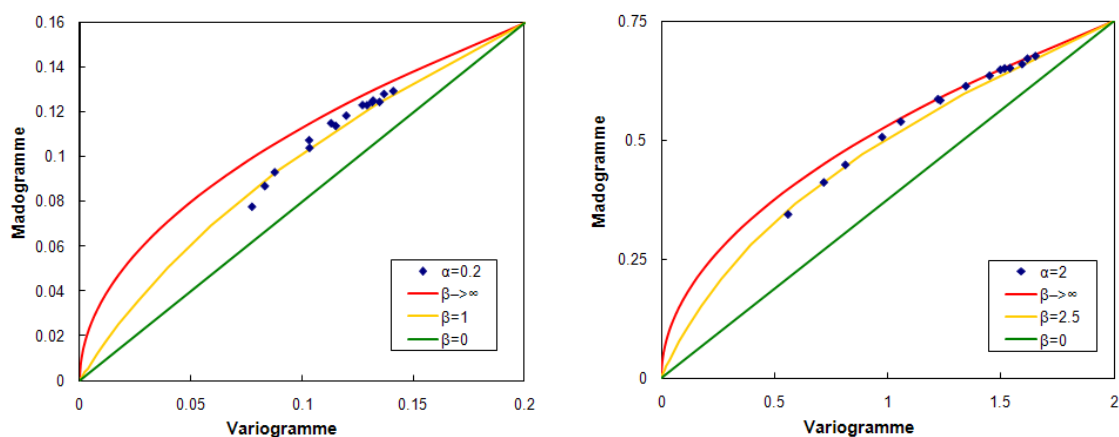 0.16
0.14
0.12
0.1
0.08
0.06
0.04
0.02
0
Madogramme
0 0.05 0.1 0.15 0.2
Variogramme
α=0.2
β−>∞
β=1
β=0
0.75
0.5
0.25
0
Madogramme
0 0.5 1 1.5 2
Variogramme
α=2
β−>∞
β=2.5
β=0